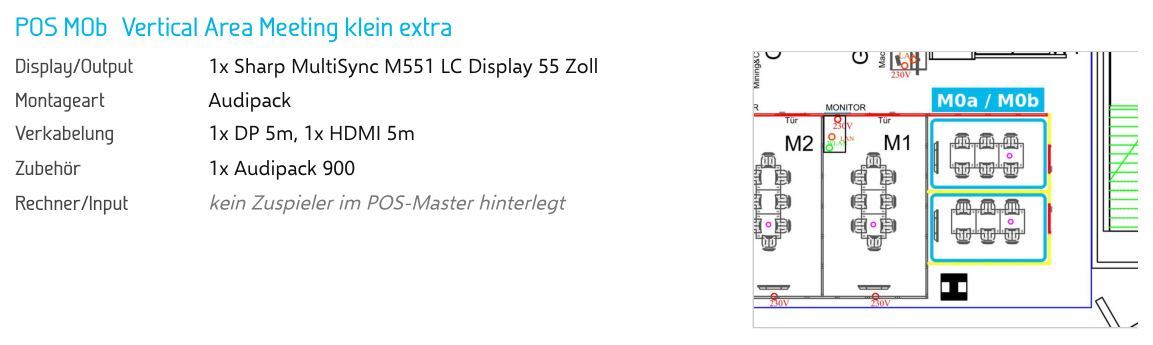 POS M0b Vertical Area Meeting klein extra
Display/Output 1x Sharp MultiSync M551 LC Display 55 Zoll
Montageart Audipack
Verkabelung 1x DP 5m, 1x HDMI 5m
Zubehör 1x Audipack 900
Rechner/Input kein Zuspieler im POS-Master hinterlegt
230V
M0a / M0b
MONITOR
Tür
230V
Tür
M2
LAN
M1
230V
230V